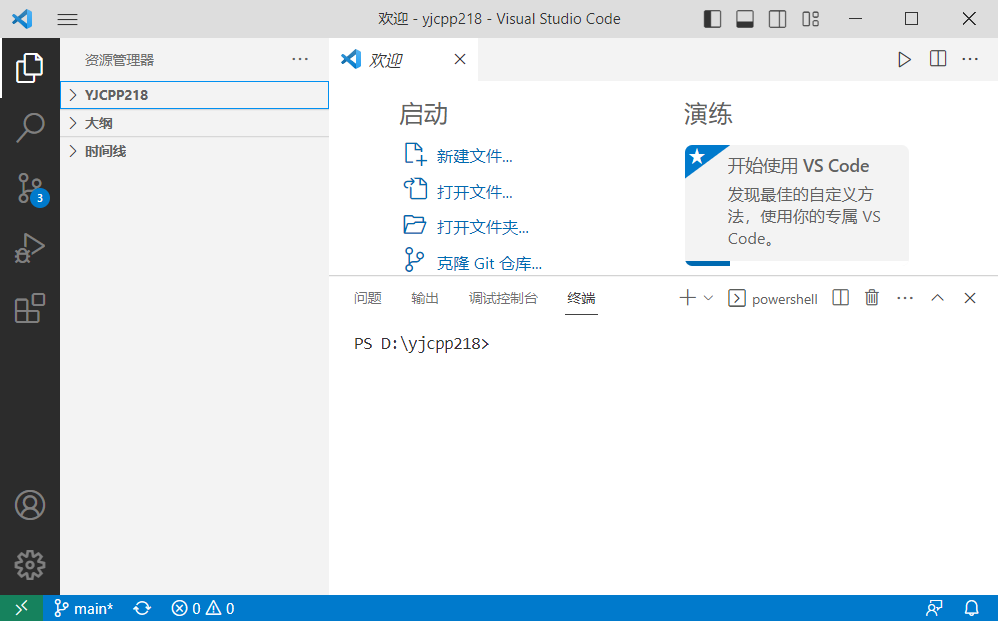 欢迎 - yjcpp218 - Visual Studio Code
资源管理器
YJCPP218
大纲
时间线
3
欢迎
启动
新建文件...
打开文件...
打开文件夹...
克隆 Git 仓库...
演练
开始使用 VS Code
发现最佳的自定义方
法，使用你的专属 VS
Code。
问题 输出 调试控制台 终端 powershell
PS D:\yjcpp218>
main* 0 0